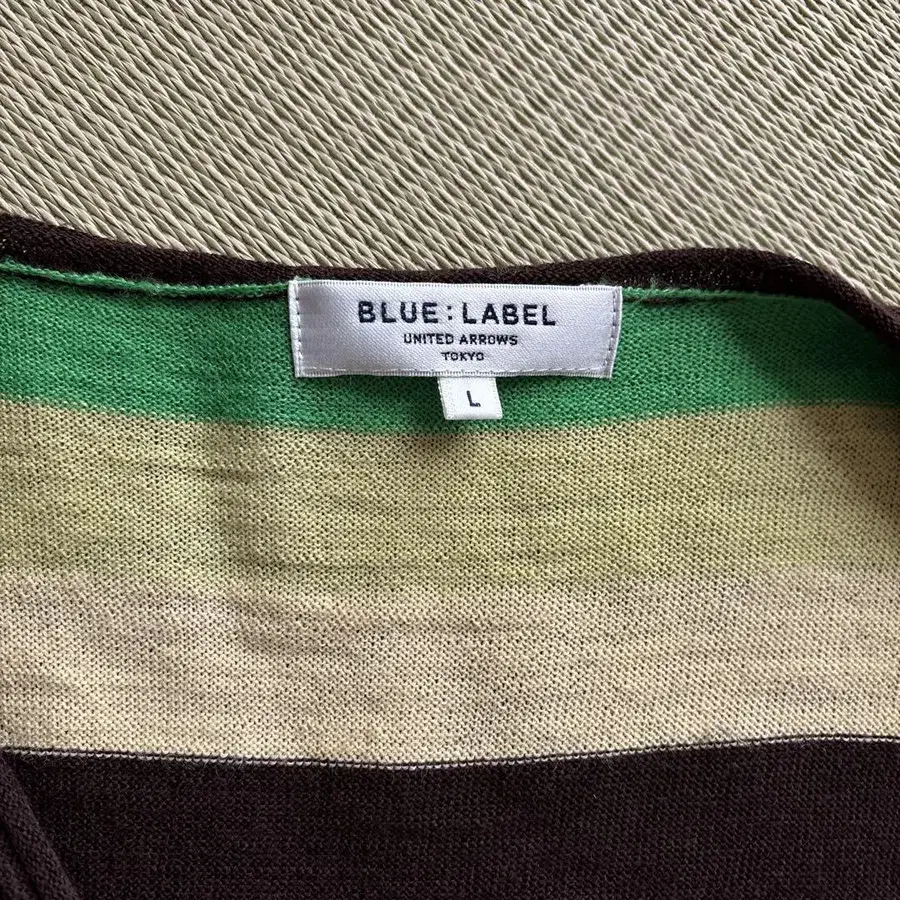 BLUE : LABEL
UNITED ARROWS
TOKYO
L